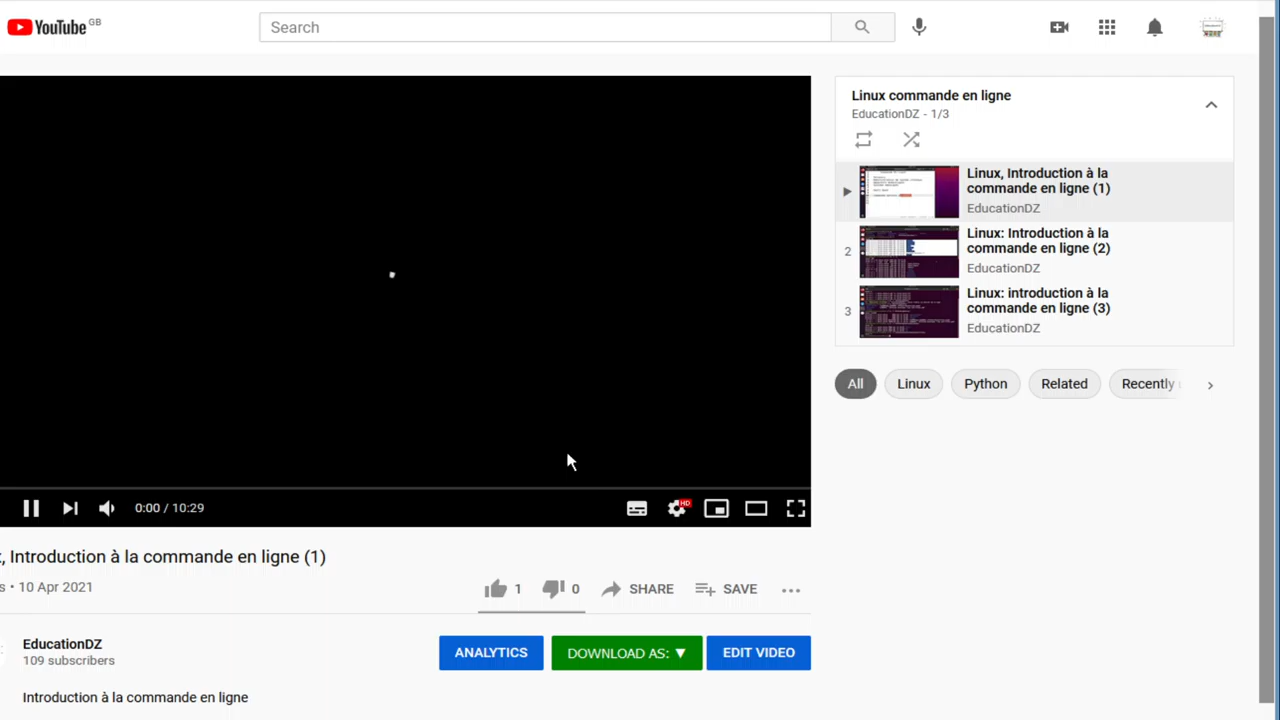 YouTube GB
Search
Linux commande en ligne
EducationDZ - 1/3
Linux, Introduction à la
commande en ligne (1)
EducationDZ
2
Linux: Introduction à la
commande en ligne (2)
EducationDZ
3
Linux: introduction à la
commande en ligne (3)
EducationDZ
All
Linux
Python
Related
Recently
0:00 / 10:29
HD
, Introduction à la commande en ligne (1)
s • 10 Apr 2021
1
0
SHARE
SAVE
EducationDZ
109 subscribers
ANALYTICS
DOWNLOAD AS: ▼
EDIT VIDEO
Introduction à la commande en ligne